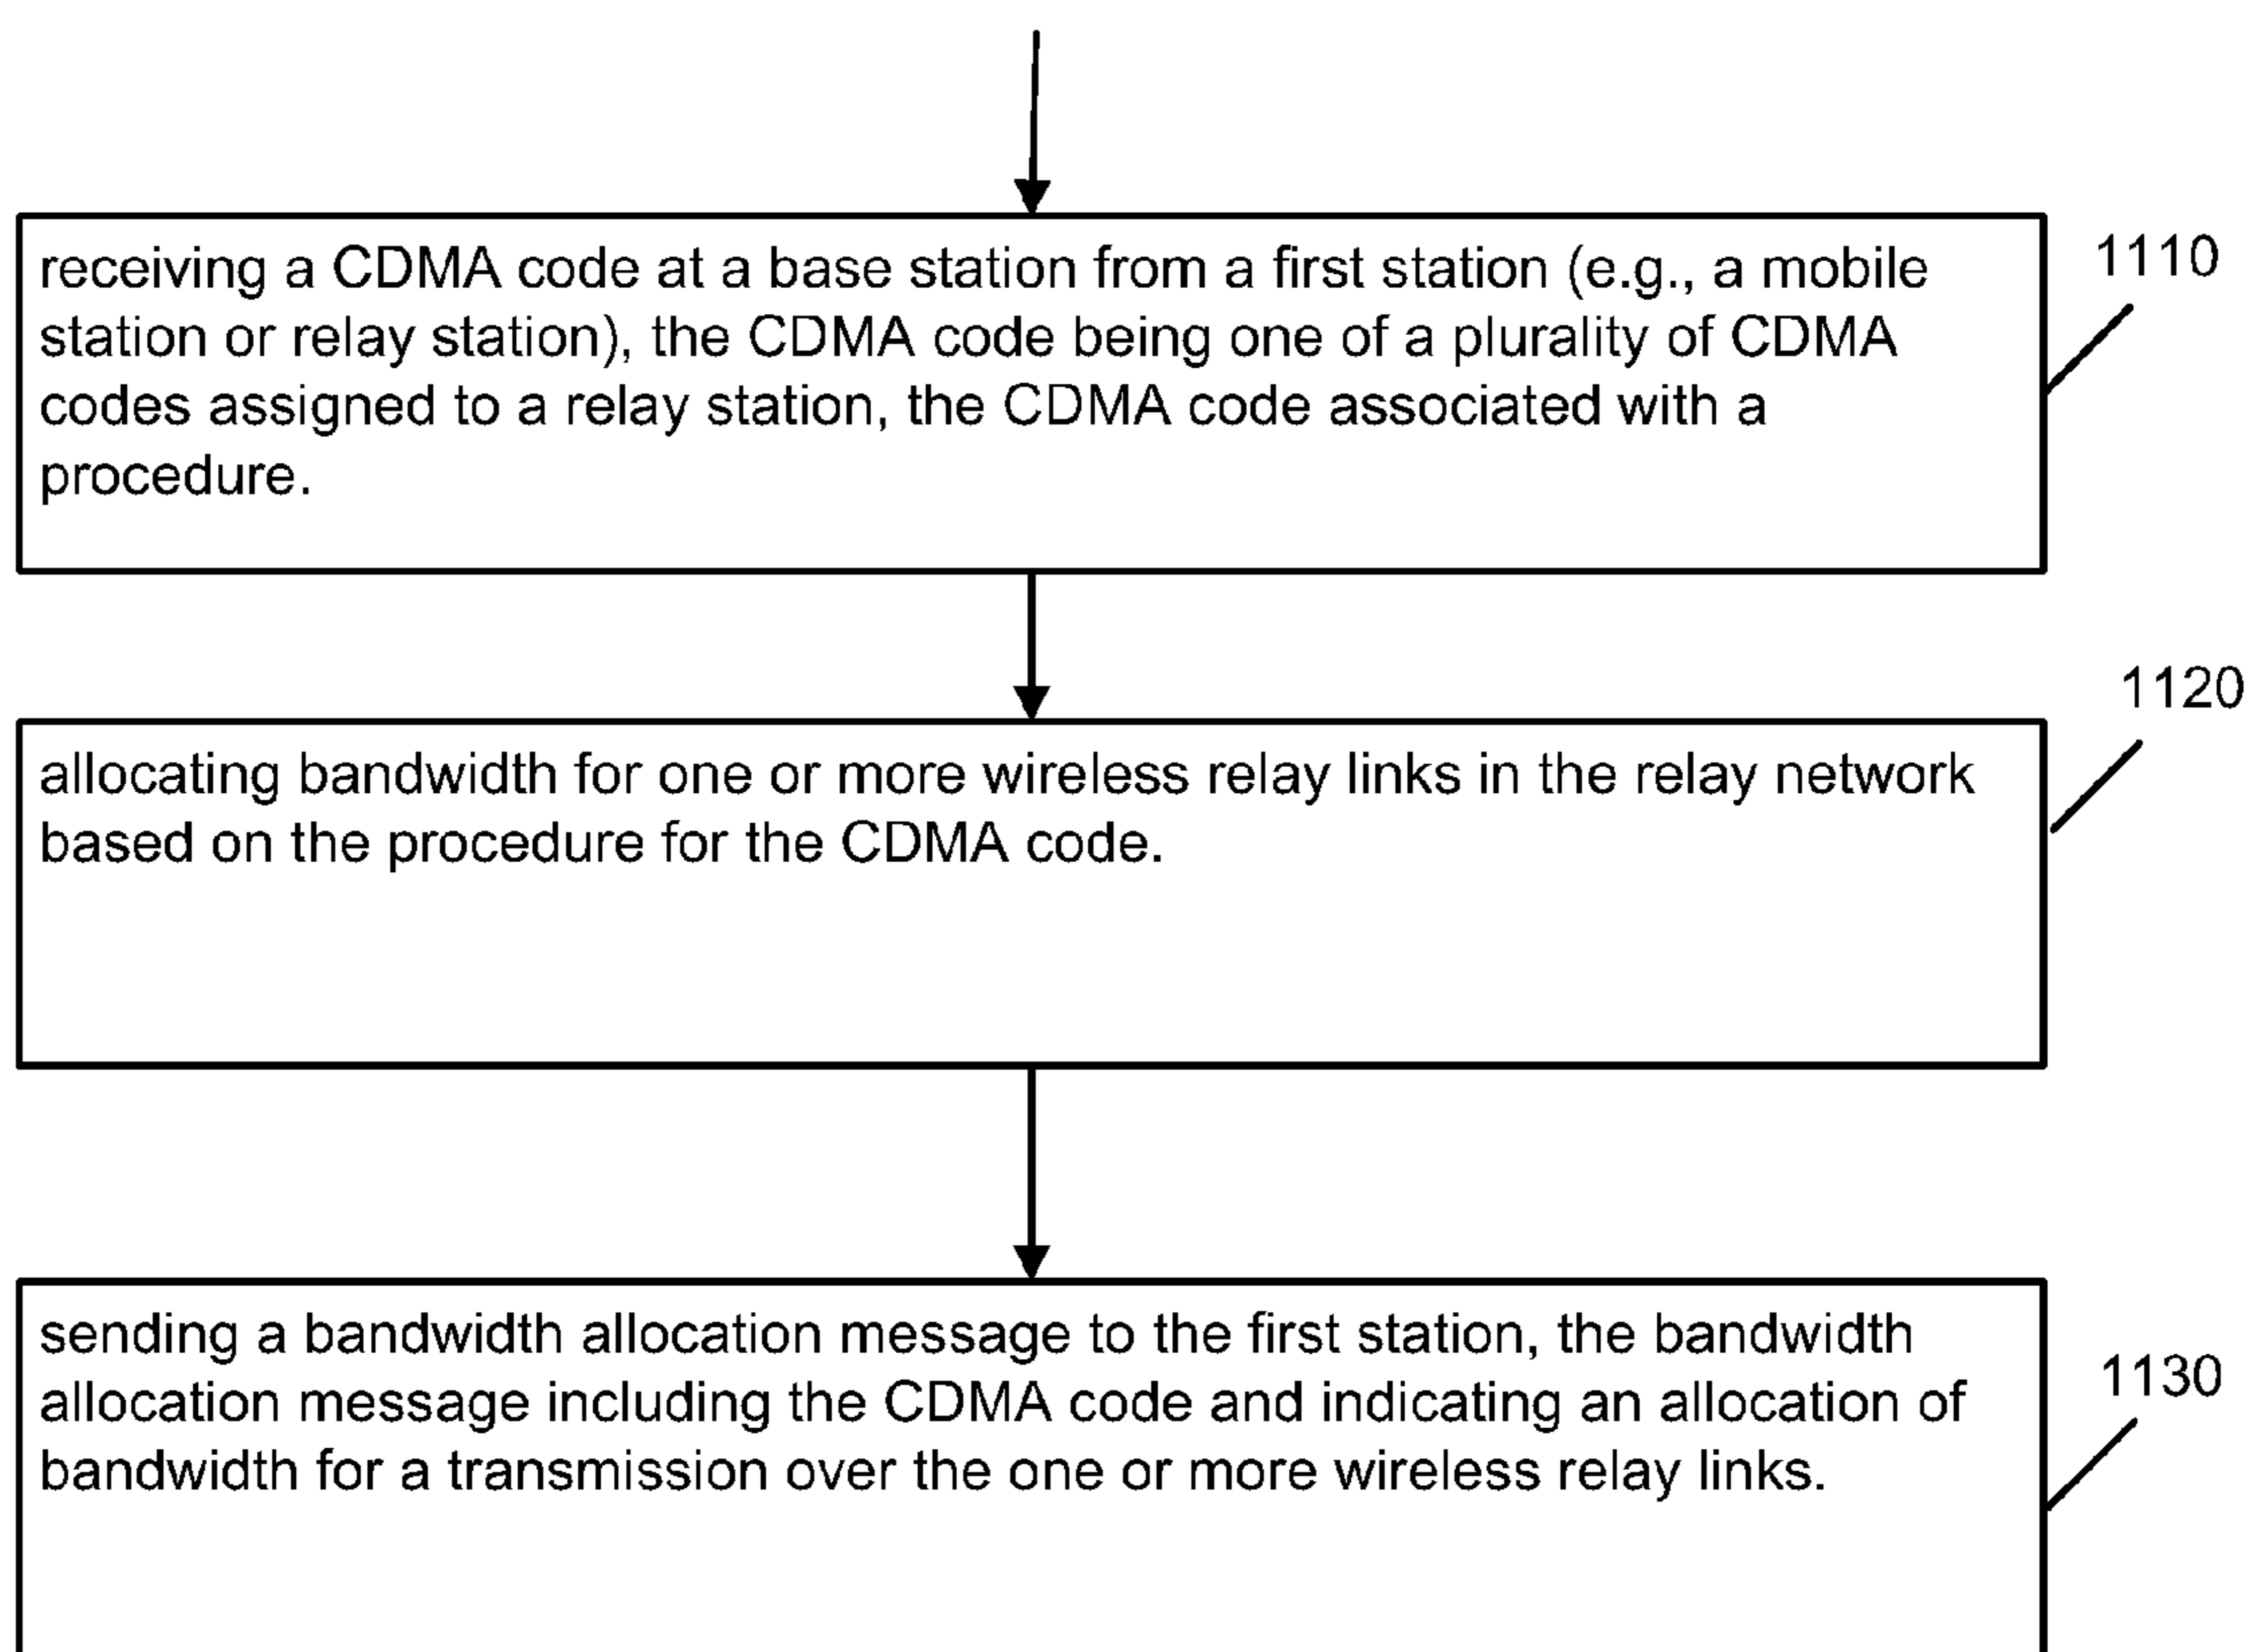 receiving a CDMA code at a base station from a first station (e.g., a mobile
station or relay station), the CDMA code being one of a plurality of CDMA
codes assigned to a relay station, the CDMA code associated with a
procedure.
1110
allocating bandwidth for one or more wireless relay links in the relay network
based on the procedure for the CDMA code.
1120
sending a bandwidth allocation message to the first station, the bandwidth
allocation message including the CDMA code and indicating an allocation of
bandwidth for a transmission over the one or more wireless relay links.
1130